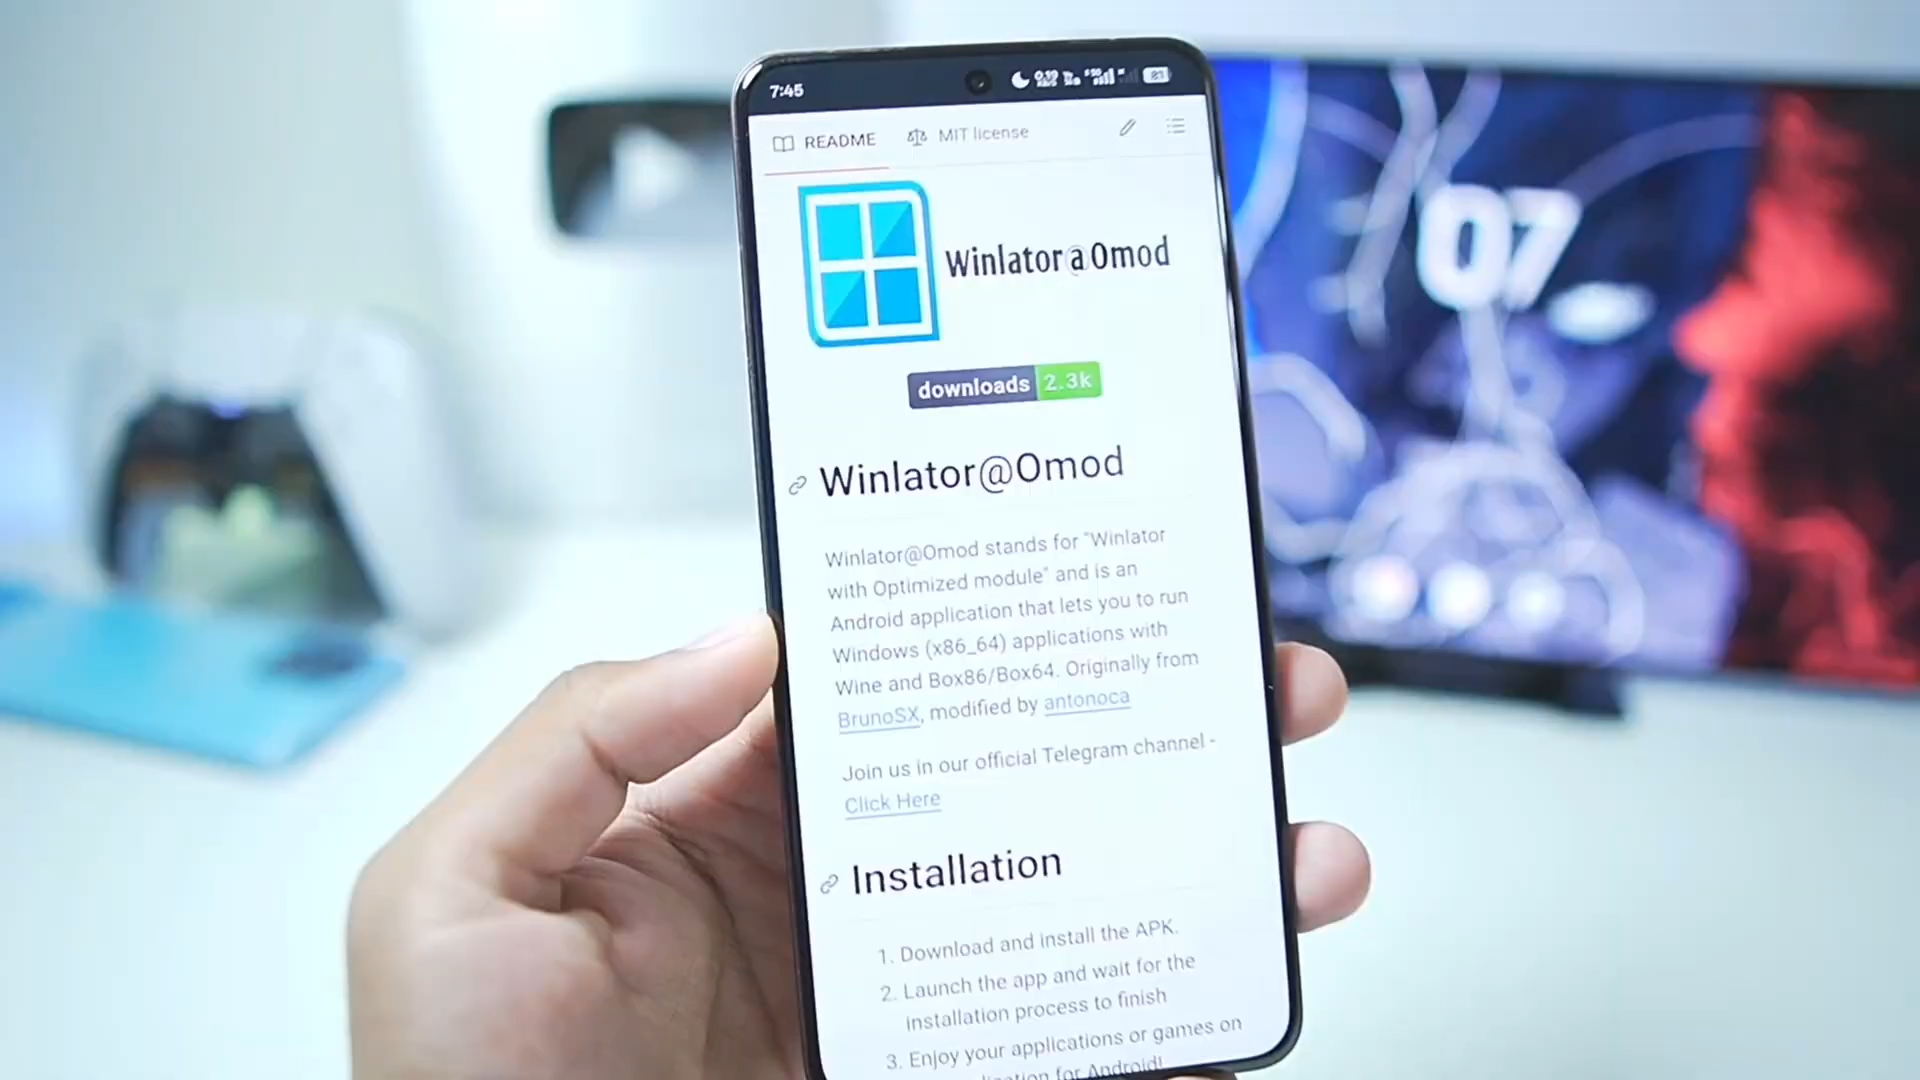 7:45
81
README MIT license
Winlator@Omod
downloads 2.3k
Winlator@Omod
Winlator@Omod stands for "Winlator
with Optimized module" and is an
Android application that lets you to run
Windows (x86_64) applications with
Wine and Box86/Box64. Originally from
BrunoSX, modified by antonoca
Join us in our official Telegram channel -
Click Here
Installation
1. Download and install the APK.
2. Launch the app and wait for the
installation process to finish
3. Enjoy your applications or games on
for Android!
07